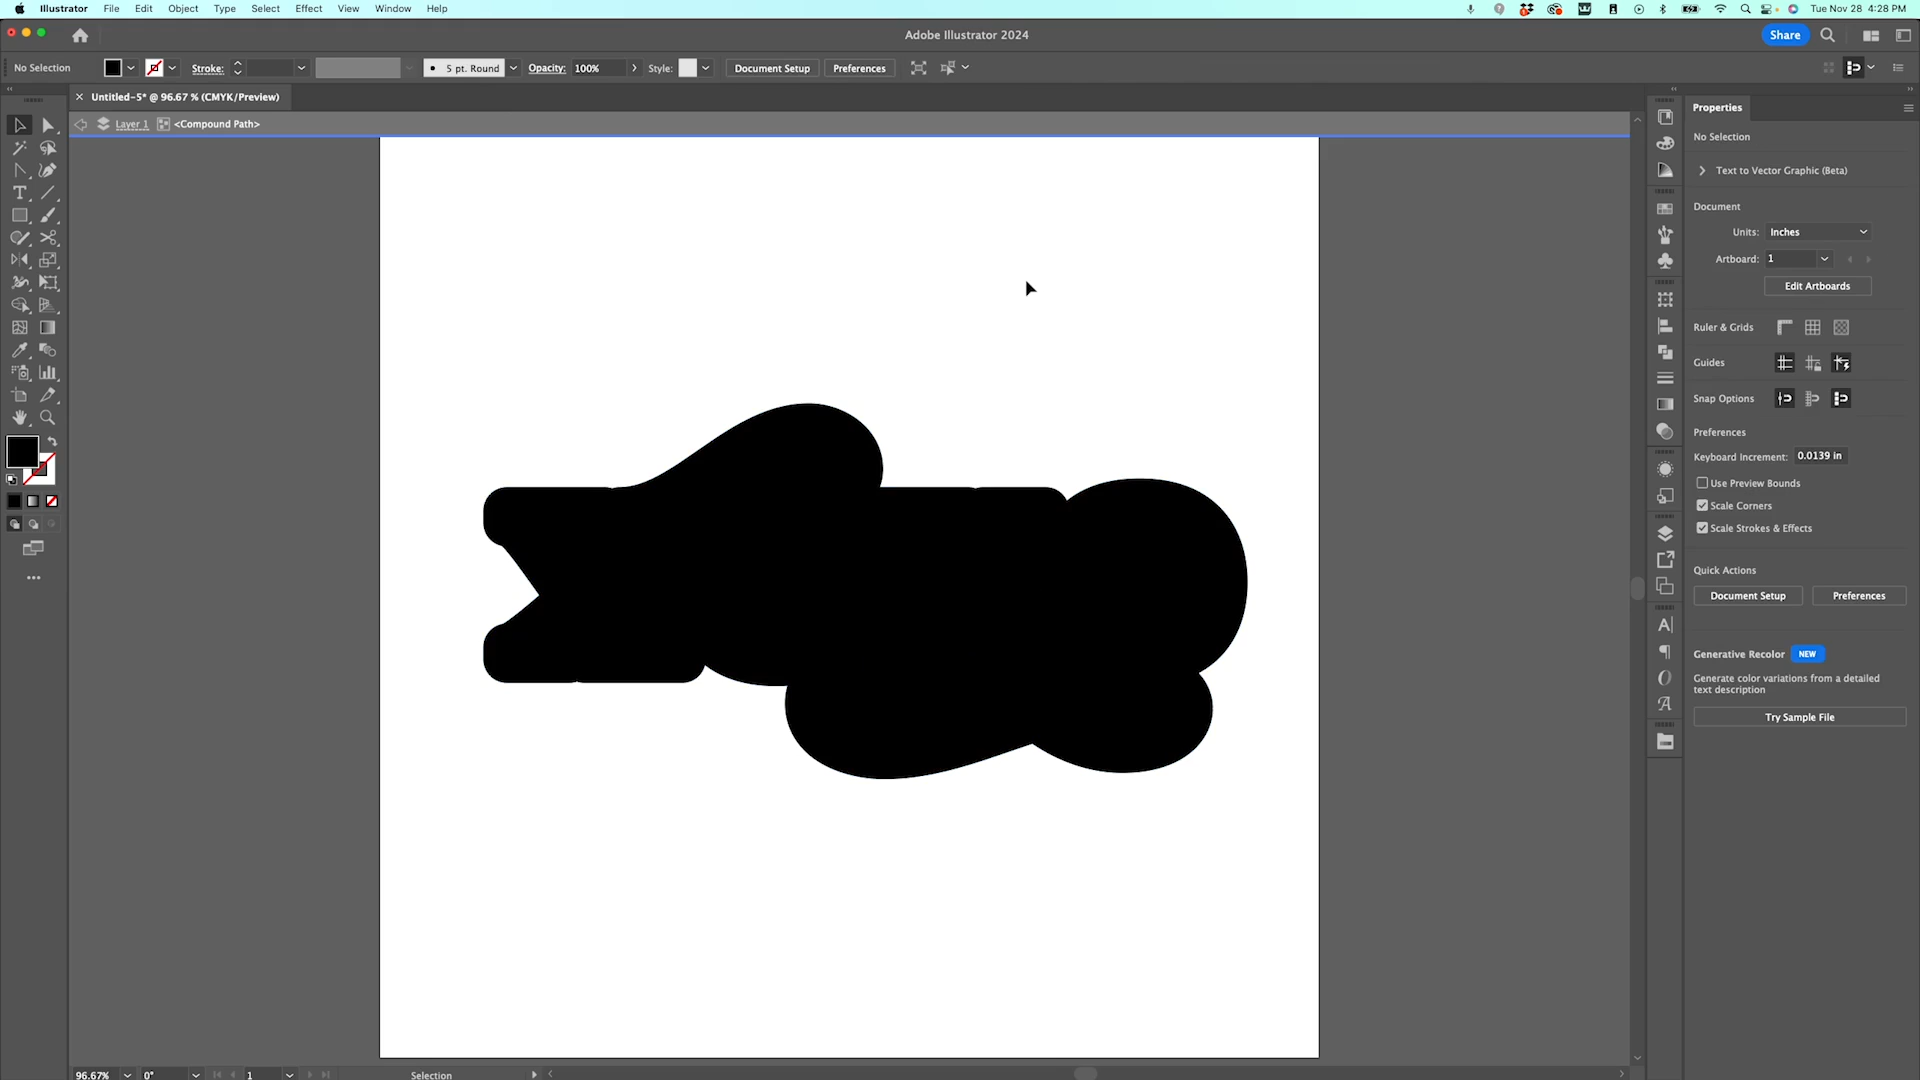 Illustrator File Edit Object Type Select Effect View Window Help
Tue Nov 28 4:28 PM
Adobe Illustrator 2024
Share
No Selection
Stroke:
5 pt. Round
Opacity: 100%
Style:
Document Setup
Preferences
Untitled-5* @ 96.67 % (CMYK/Preview)
Layer 1 <Compound Path>
Properties
No Selection
Text to Vector Graphic (Beta)
Document
Units: Inches
Artboard: 1
Edit Artboards
Ruler & Grids
Guides
Snap Options
Preferences
Keyboard Increment: 0.0139 in
Use Preview Bounds
Scale Corners
Scale Strokes & Effects
Quick Actions
Document Setup Preferences
Generative Recolor NEW
Generate color variations from a detailed
text description
Try Sample File
96.67% 0° 1 Selection